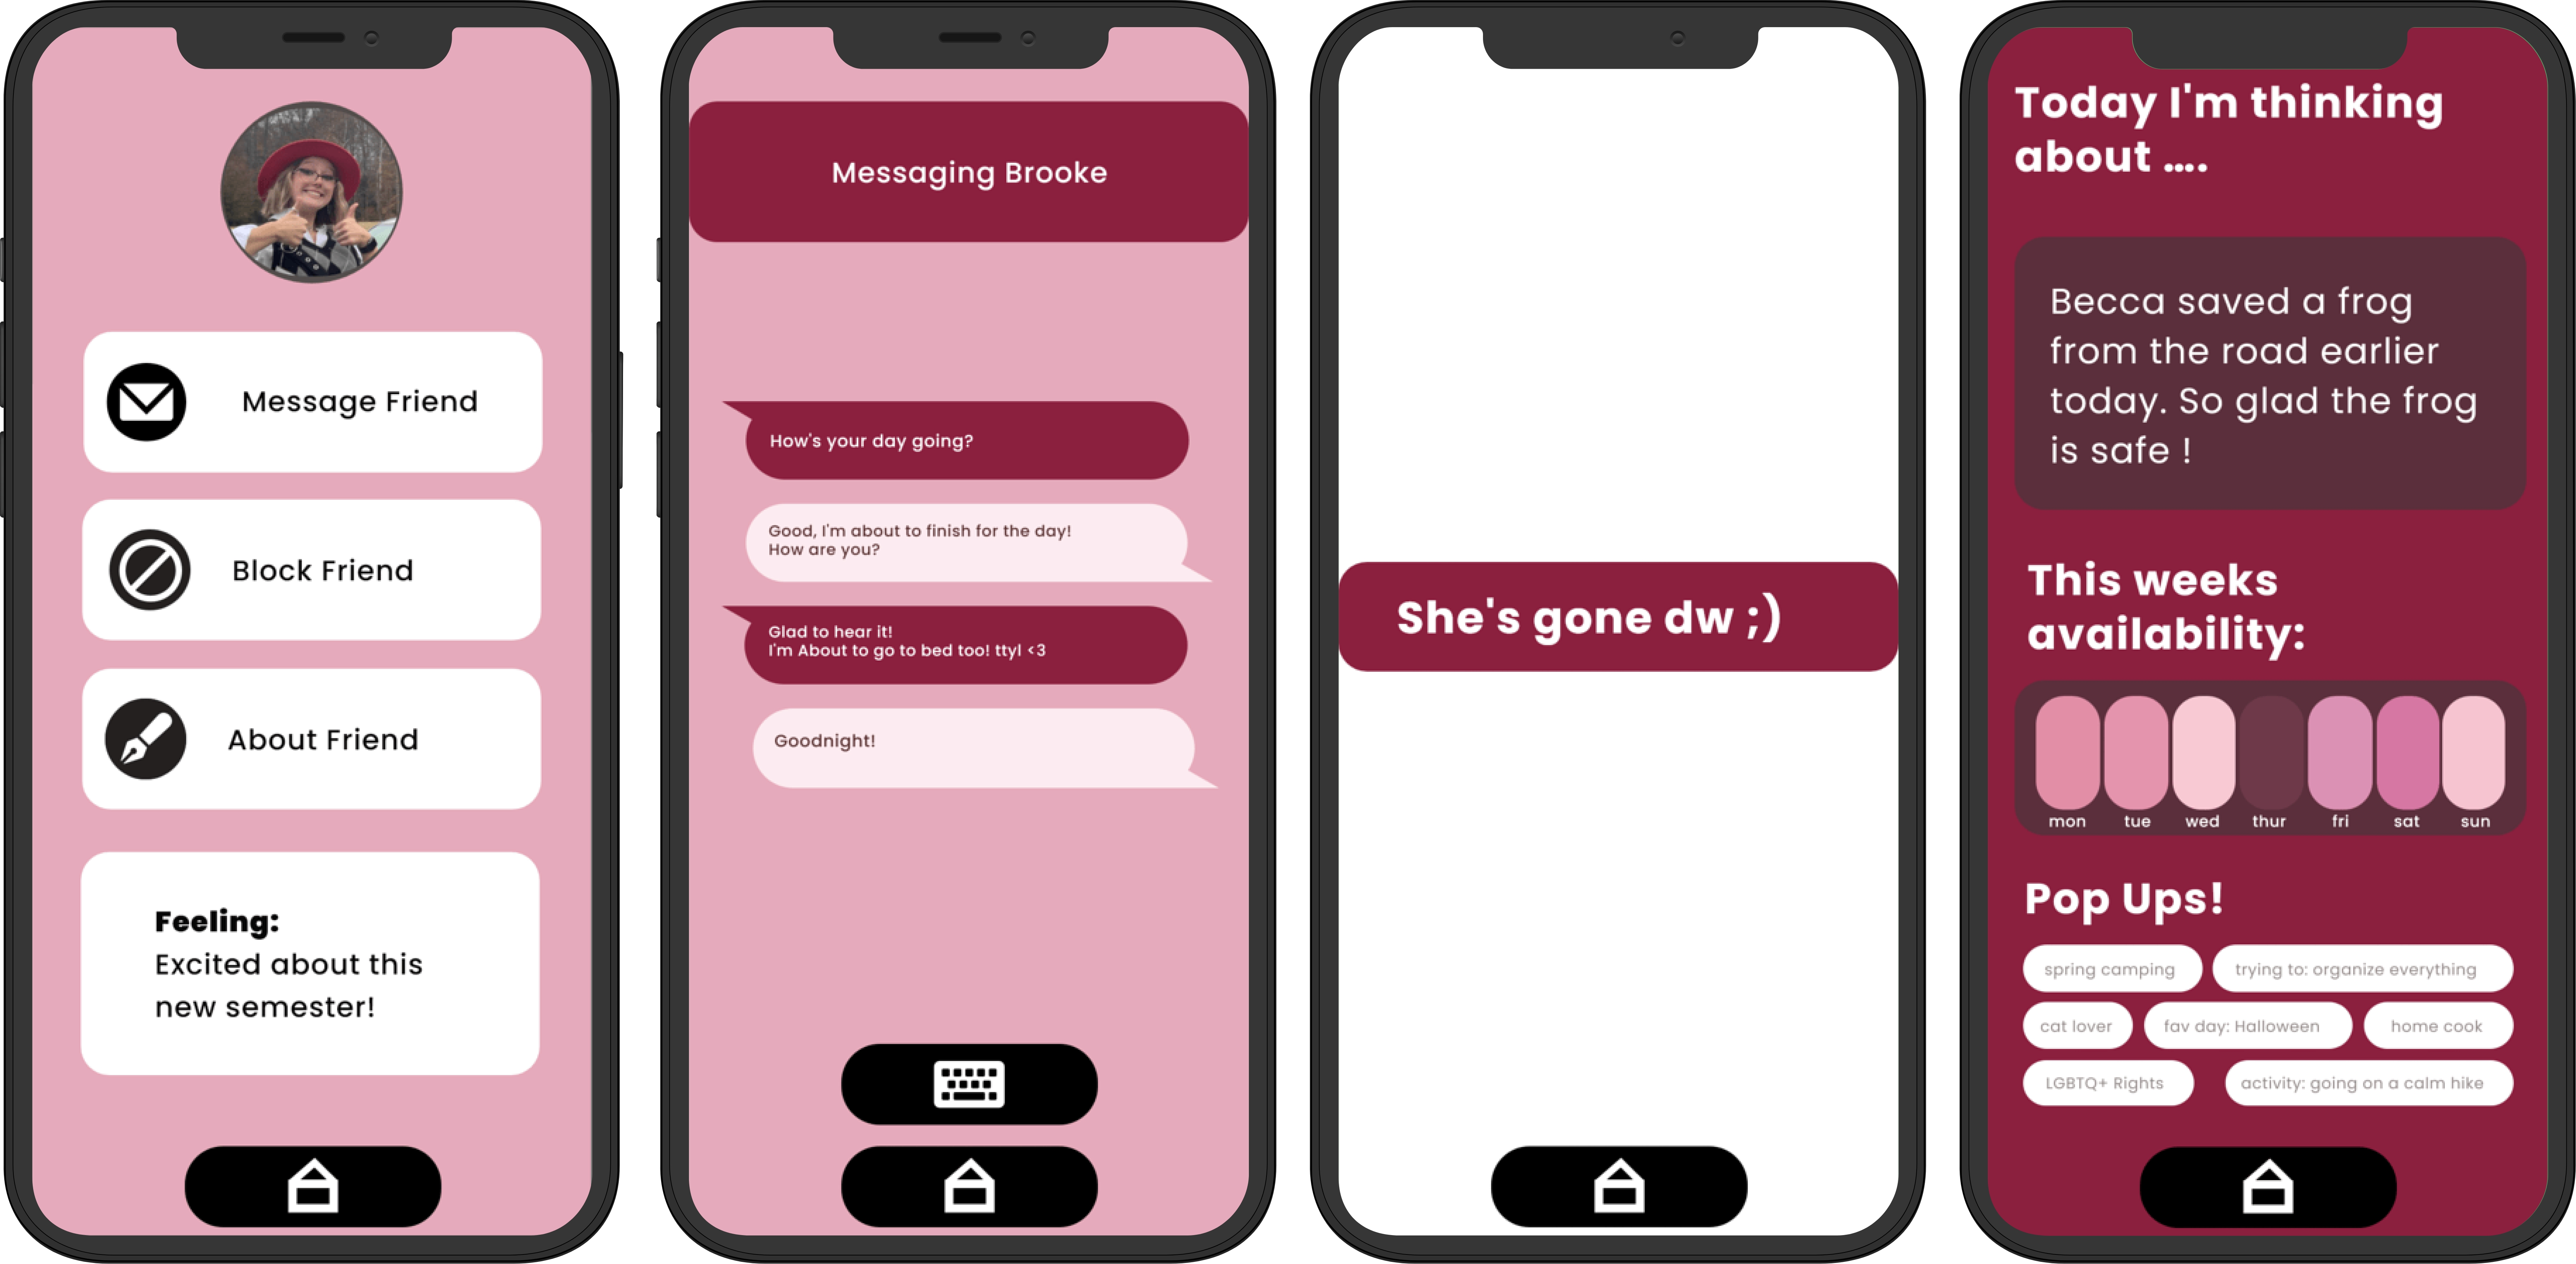 Message Friend
Block Friend
About Friend
Feeling:
Excited about this
new semester!
Messaging Brooke
How's your day going?
Good, I'm about to finish for the day!
How are you?
Glad to hear it!
I'm About to go to bed too! ttyl <3
Goodnight!
She's gone dw ;)
Today I'm thinking
about ....
Becca saved a frog
from the road earlier
today. So glad the frog
is safe !
This weeks
availability:
mon tue wed thur fri sat sun
Pop Ups!
spring camping trying to: organize everything
cat lover fav day: Halloween home cook
LGBTQ+ Rights activity: going on a calm hike